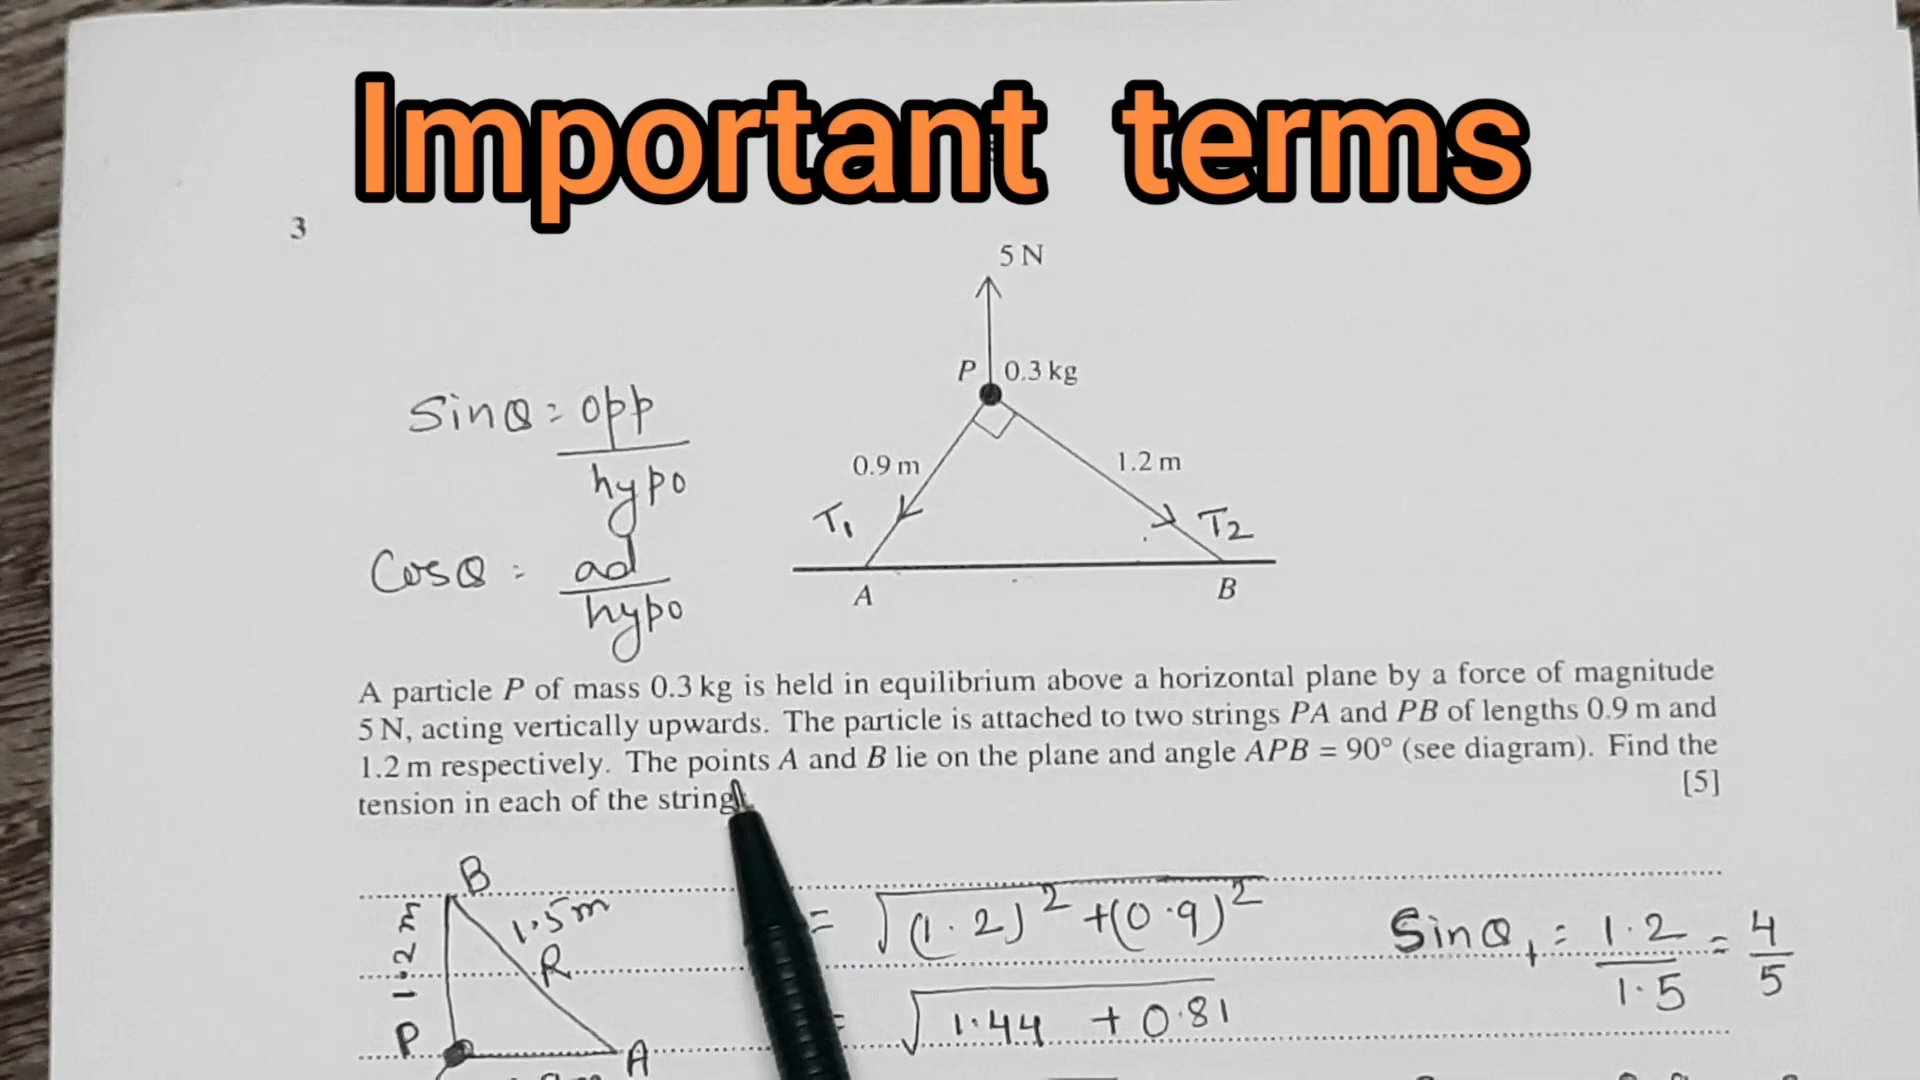 Important terms
3
5 N
P 0.3 kg
Sinθ = opp
hypo
0.9 m
1.2 m
T1
T2
Cosθ = ad
hypo
A
B
A particle P of mass 0.3 kg is held in equilibrium above a horizontal plane by a force of magnitude
5 N, acting vertically upwards. The particle is attached to two strings PA and PB of lengths 0.9 m and
1.2 m respectively. The points A and B lie on the plane and angle APB = 90° (see diagram). Find the
tension in each of the string
[5]
B
1.5m
R
1.2 m
P
A
= √(1.2)² + (0.9)²
= √1.44 + 0.81
Sinθ1 = 1.2 = 4
1.5 5